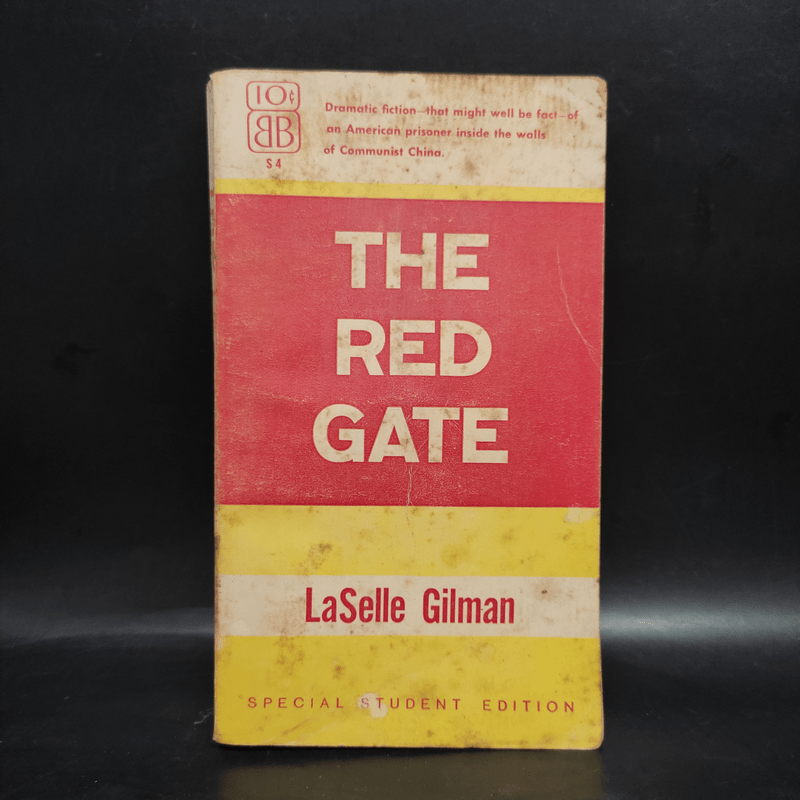 10¢
BB
S4
Dramatic fiction—that might well be fact—of
an American prisoner inside the walls
of Communist China.
THE
RED
GATE
LaSelle Gilman
SPECIAL STUDENT EDITION